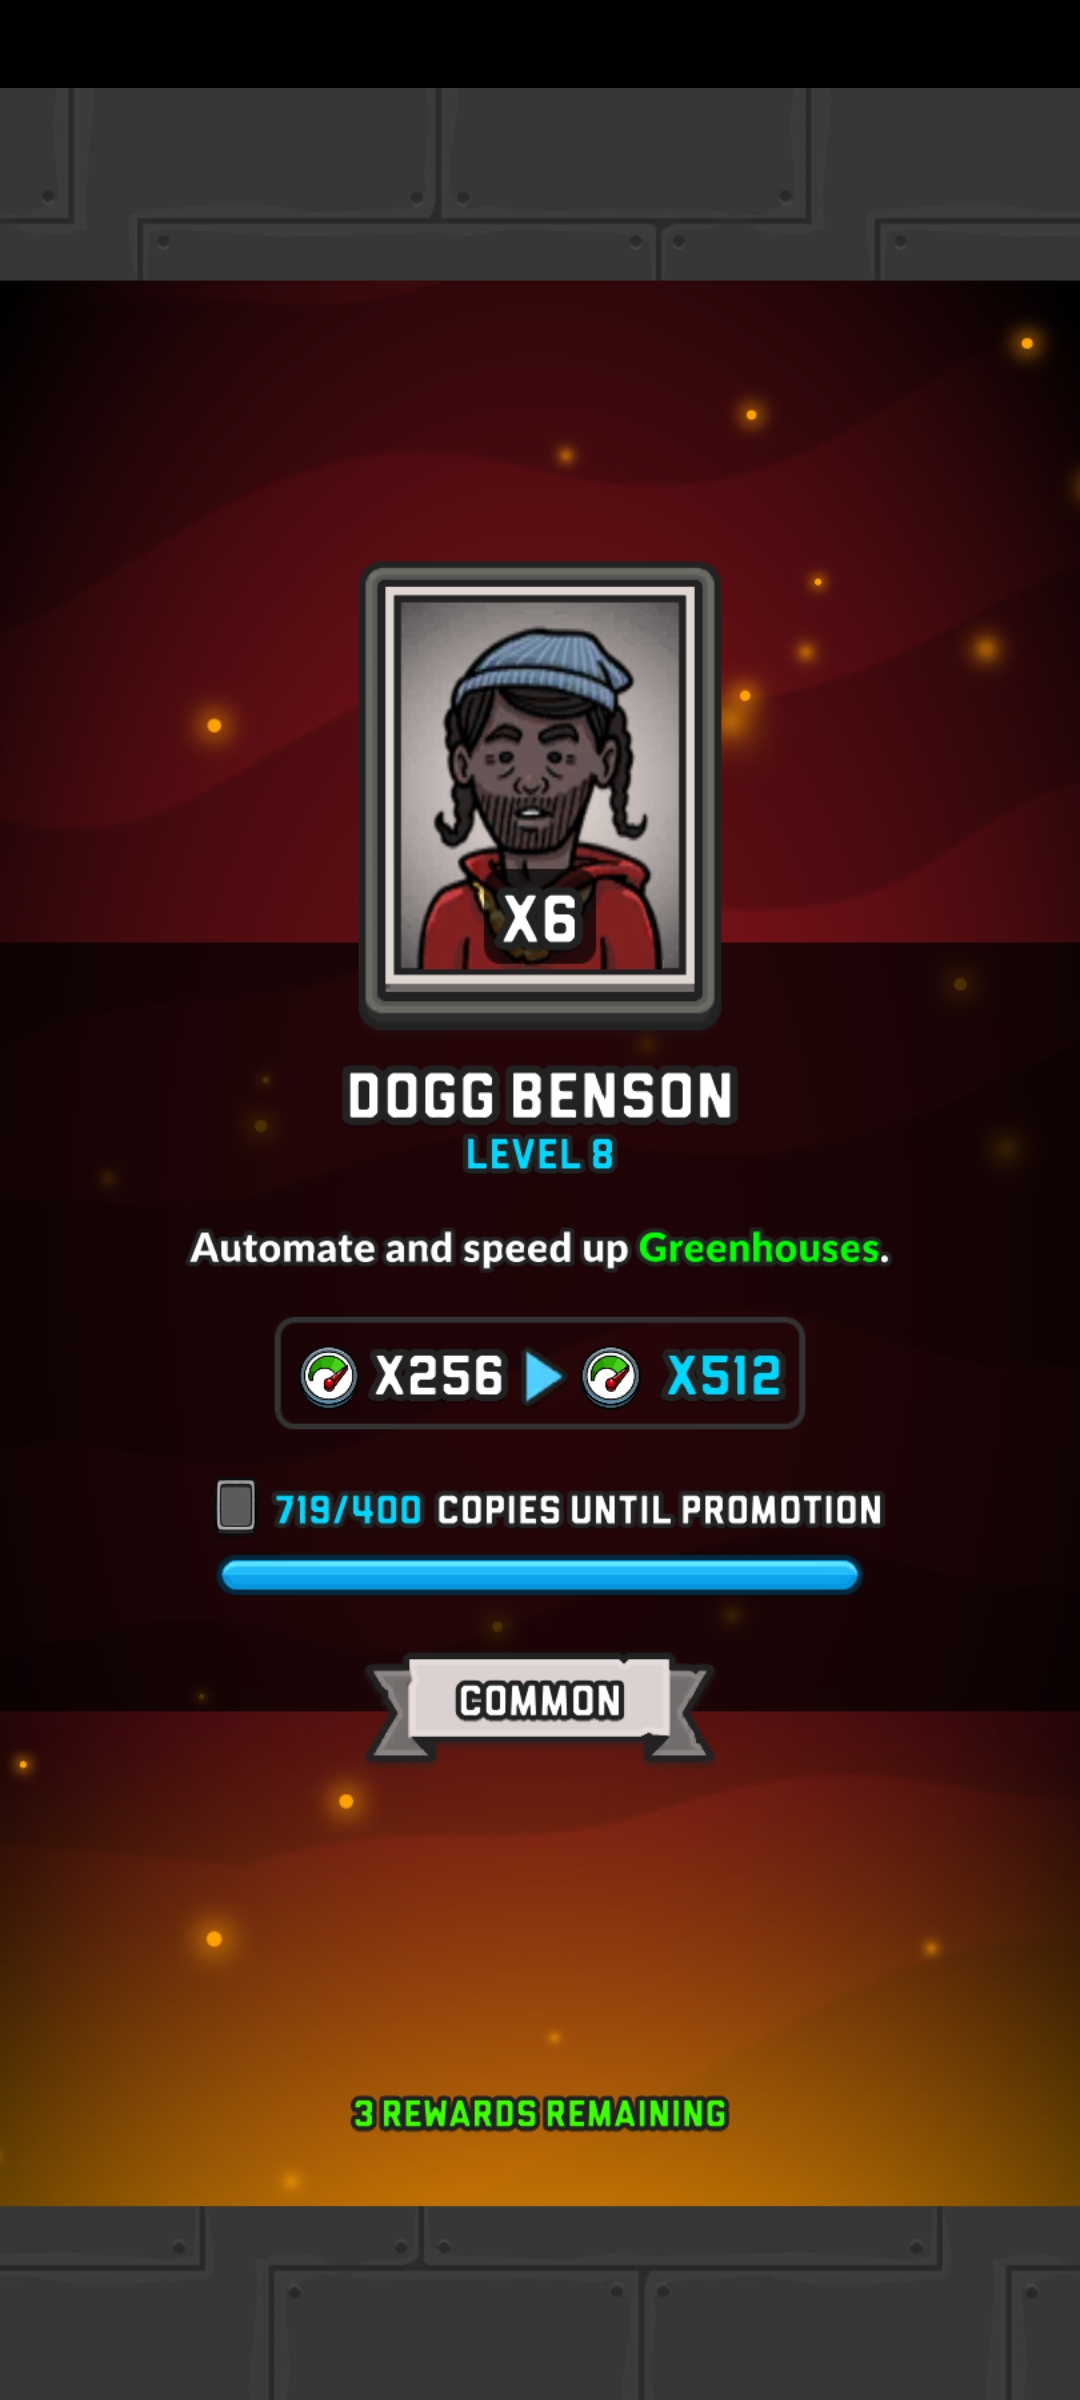 X6
DOGG BENSON
LEVEL 8
Automate and speed up Greenhouses.
X256 X512
719/400 COPIES UNTIL PROMOTION
COMMON
3 REWARDS REMAINING